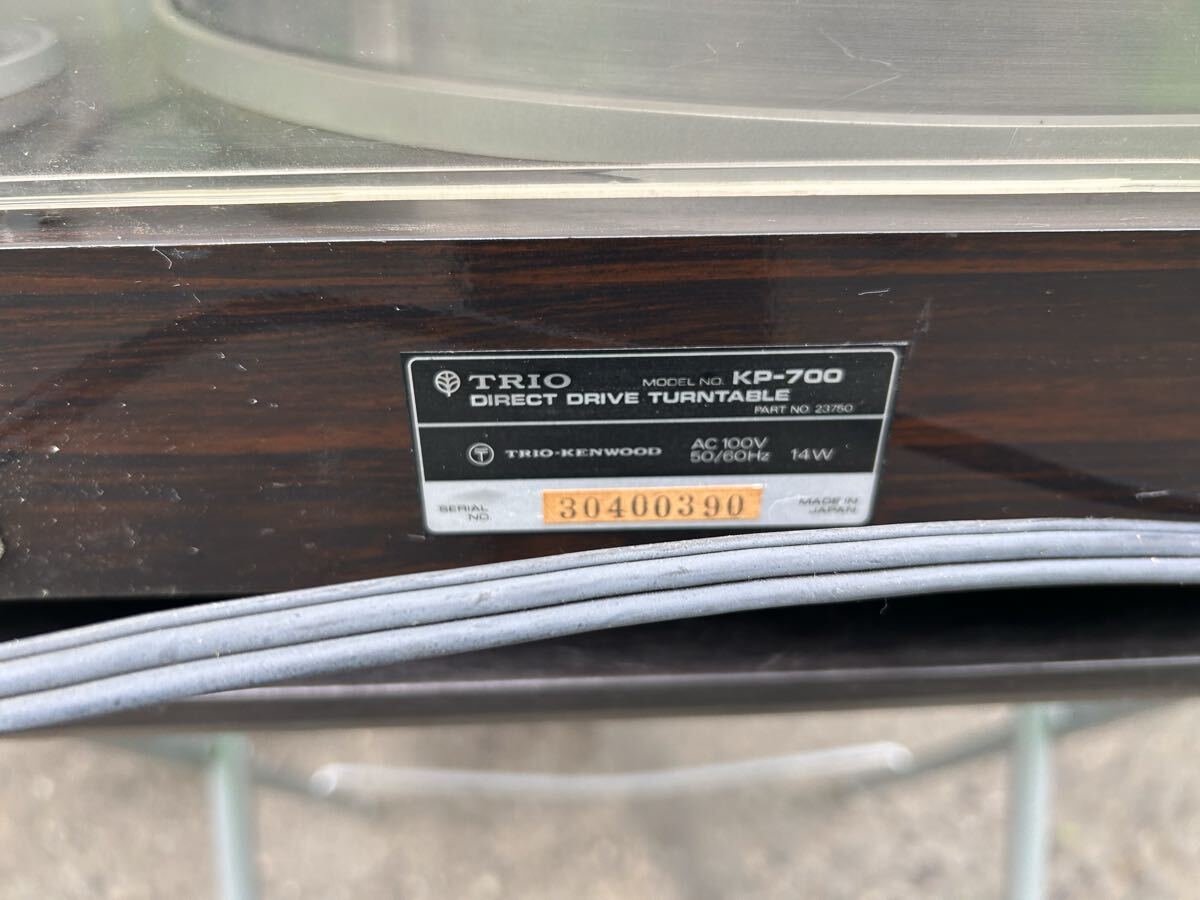 TRIO MODEL NO. KP-700
DIRECT DRIVE TURNTABLE
PART NO. 23750
T TRIO-KENWOOD AC 100V 50/60Hz 14W
SERIAL NO. 30400390 MADE IN JAPAN